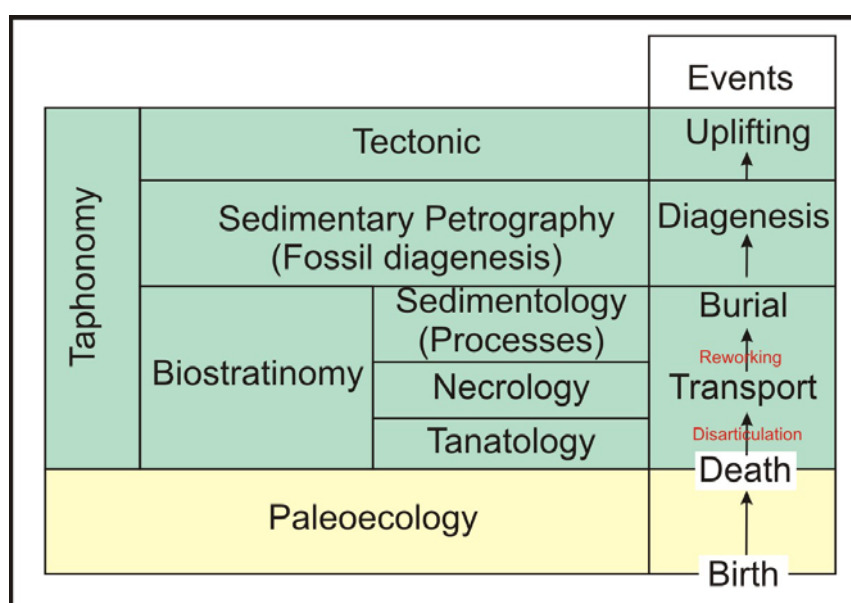 Events
Taphonomy
Tectonic
Uplifting
Sedimentary Petrography
(Fossil diagenesis)
Diagenesis
Biostratinomy
Sedimentology
(Processes)
Burial
Reworking
Necrology
Transport
Disarticulation
Tanatology
Death
Paleoecology
Birth